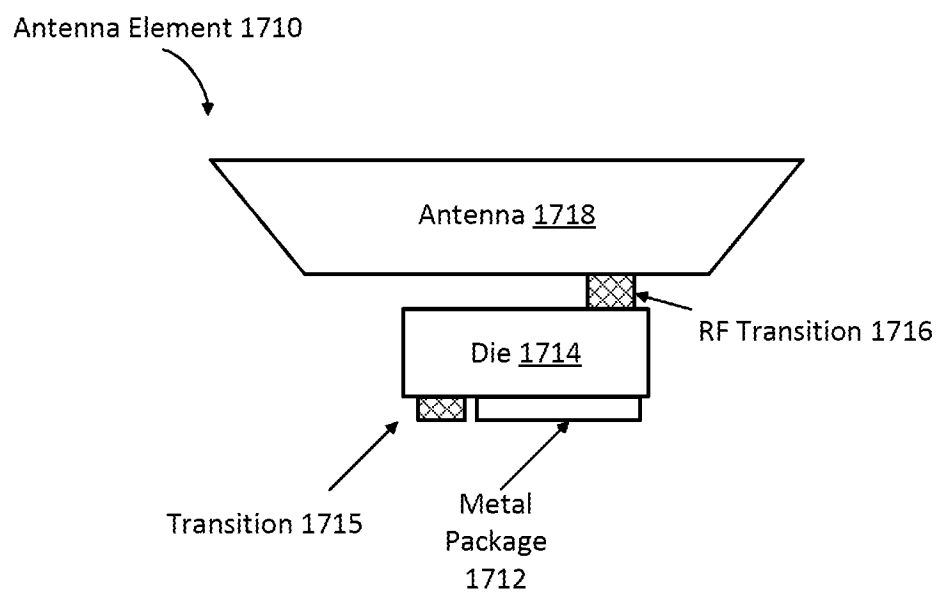 Antenna Element 1710
Antenna 1718
RF Transition 1716
Die 1714
Transition 1715
Metal
Package
1712